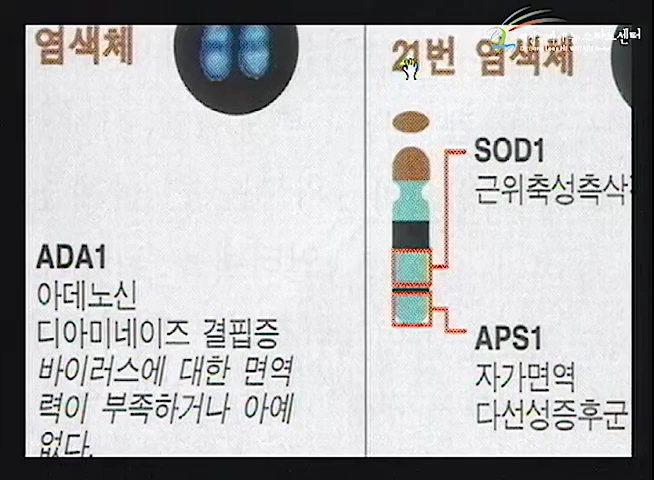 염색체
21번 염색체
SOD1
근위축성측삭
ADA1
아데노신
디아미네이즈 결핍증
바이러스에 대한 면역
력이 부족하거나 아예
없다.
APS1
자가면역
다선성증후군